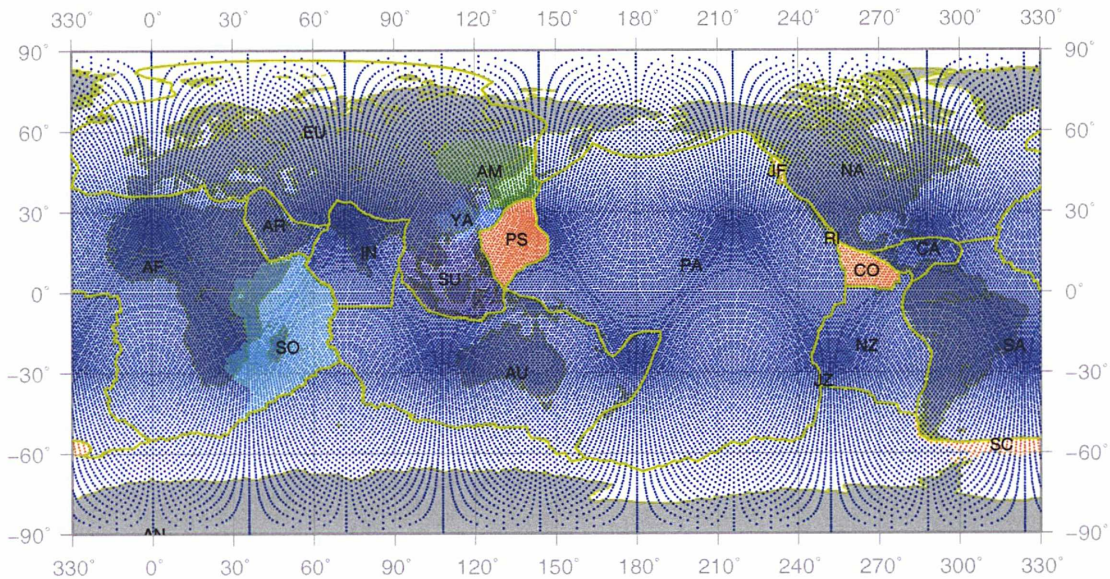 330° 0° 30° 60° 90° 120° 150° 180° 210° 240° 270° 300° 330°
90° 90°
60° EU 60°
AM JF NA
30° YA 30°
AR PS RI CA
AF IN SU PA CO
0° 0°
SO AU NZ SA
−30° JZ −30°
SC
−60° −60°
AN
−90° −90°
330° 0° 30° 60° 90° 120° 150° 180° 210° 240° 270° 300° 330°